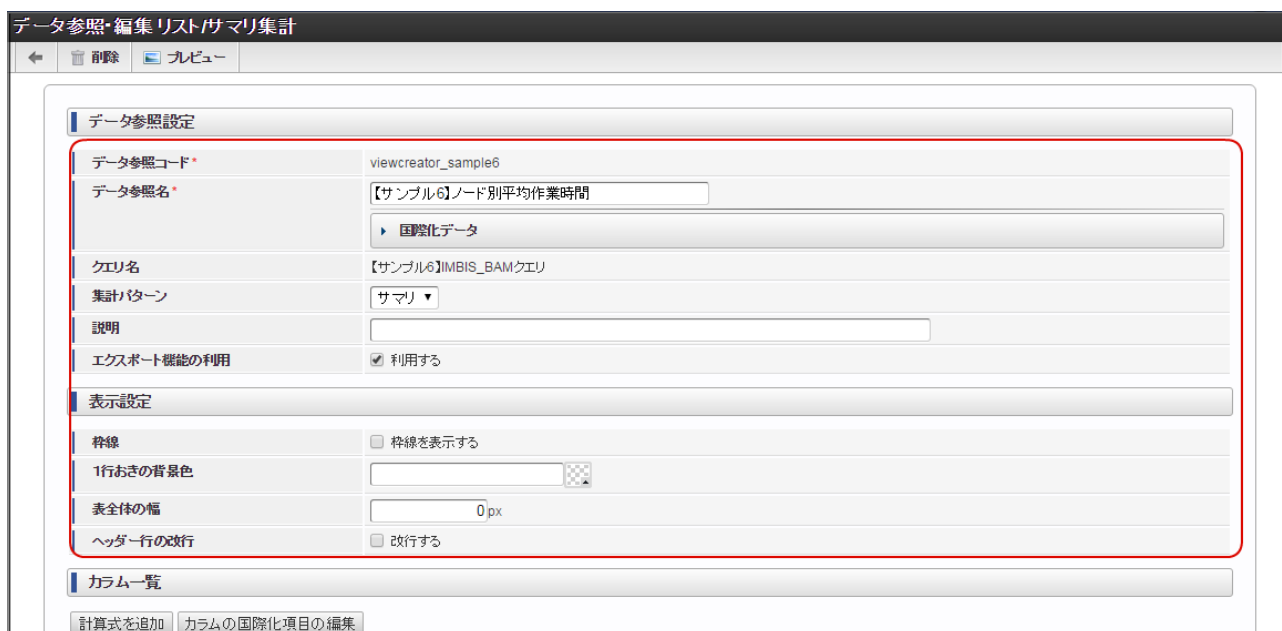 データ参照・編集 リスト/サマリ集計
削除 プレビュー
データ参照設定
データ参照コード* viewcreator_sample6
データ参照名* 【サンプル6】ノード別平均作業時間
国際化データ
クエリ名 【サンプル6】IMBIS_BAMクエリ
集計パターン サマリ
説明
エクスポート機能の利用 利用する
表示設定
枠線 枠線を表示する
1行おきの背景色
表全体の幅 0 px
ヘッダー行の改行 改行する
カラム一覧
計算式を追加 カラムの国際化項目の編集